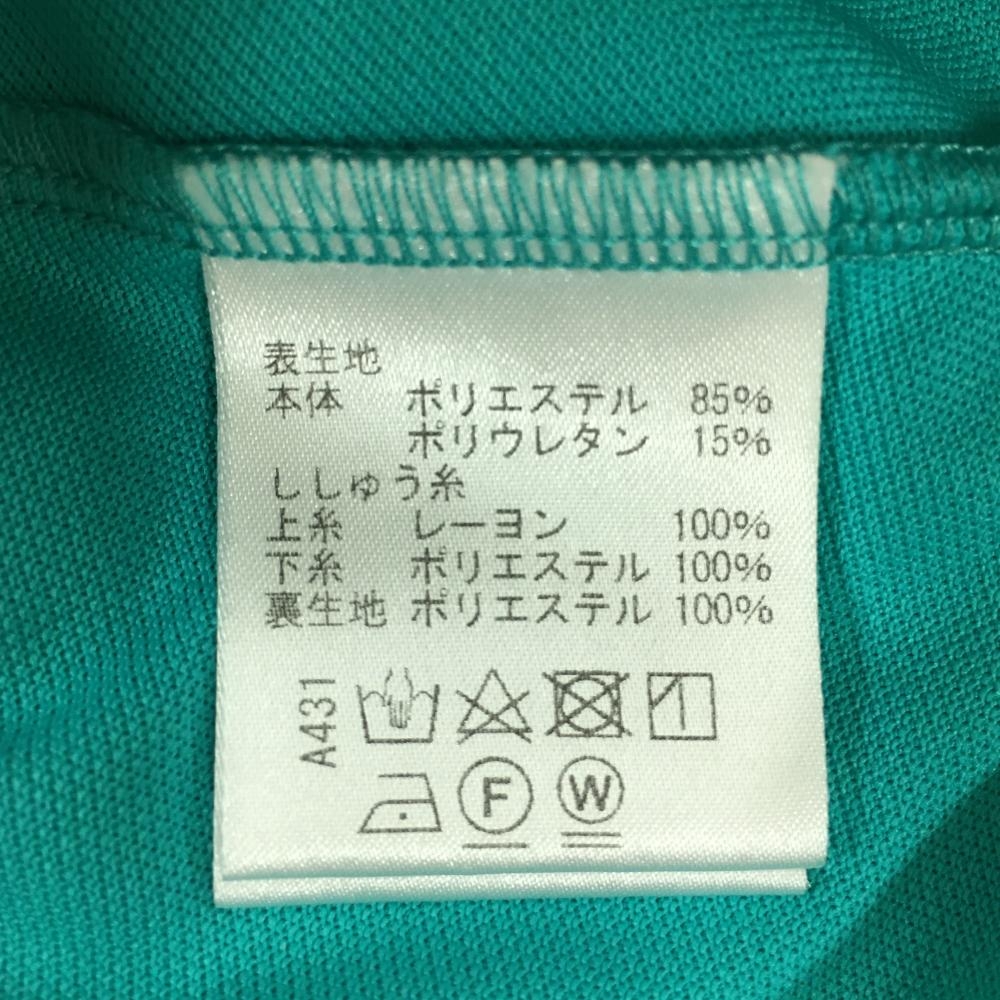 表生地
本体 ポリエステル 85%
ポリウレタン 15%
ししゅう糸
上糸 レーヨン 100%
下糸 ポリエステル 100%
裏生地 ポリエステル 100%
A431
F W